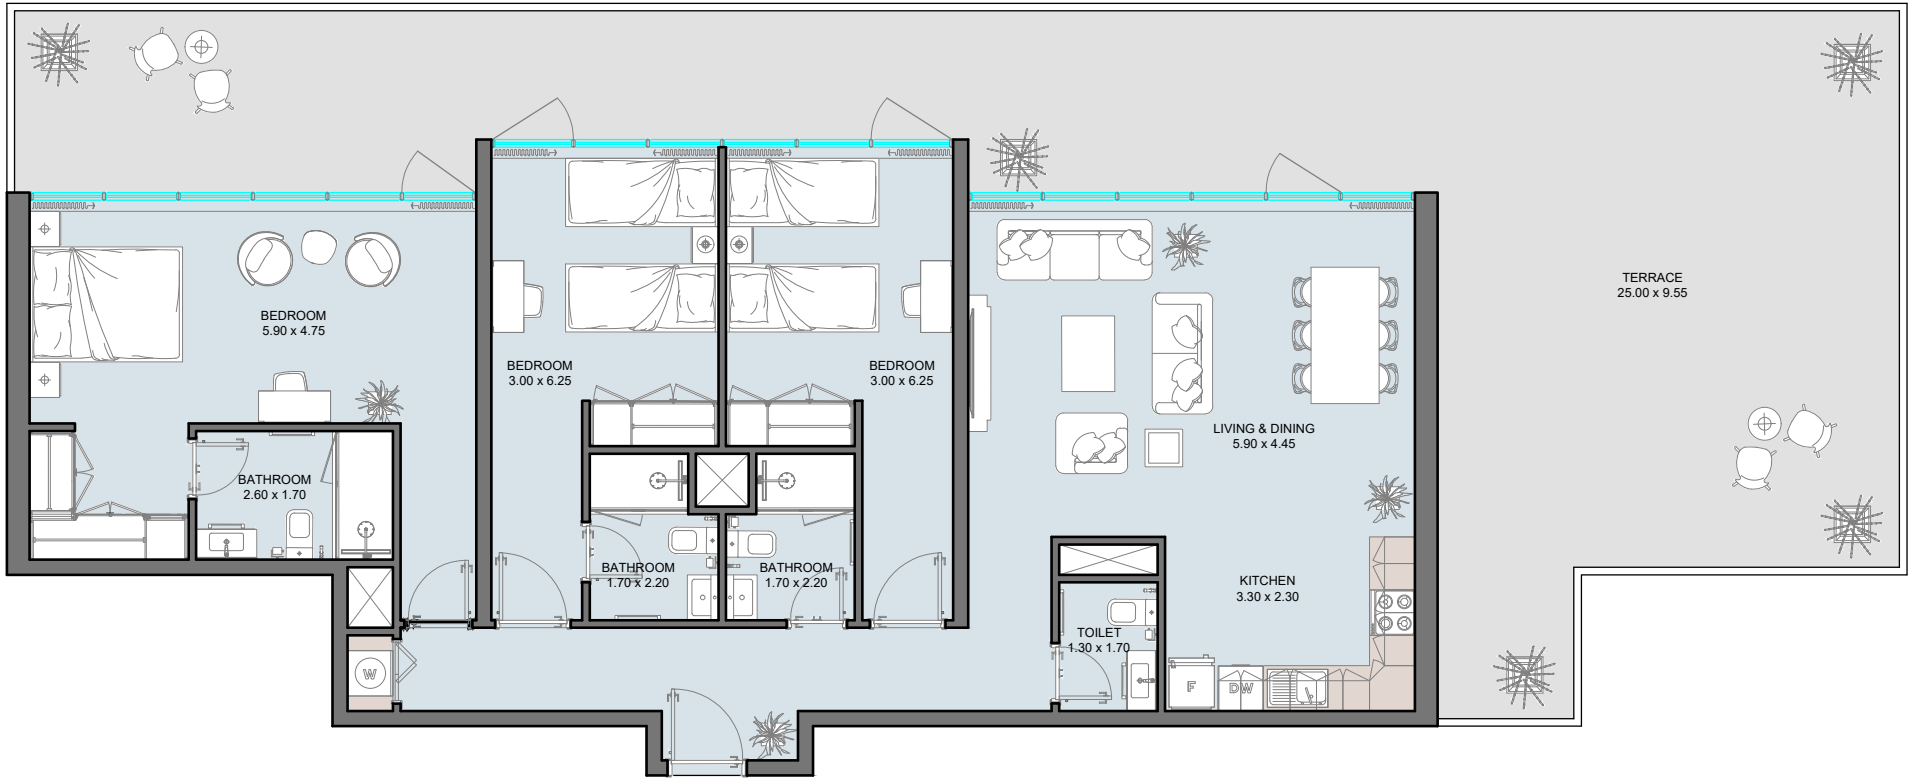 TERRACE
25.00 x 9.55
BEDROOM
5.90 x 4.75
BEDROOM
3.00 x 6.25
BEDROOM
3.00 x 6.25
LIVING & DINING
5.90 x 4.45
BATHROOM
2.60 x 1.70
BATHROOM
1.70 x 2.20
BATHROOM
1.70 x 2.20
KITCHEN
3.30 x 2.30
TOILET
1.30 x 1.70
W
F
DW